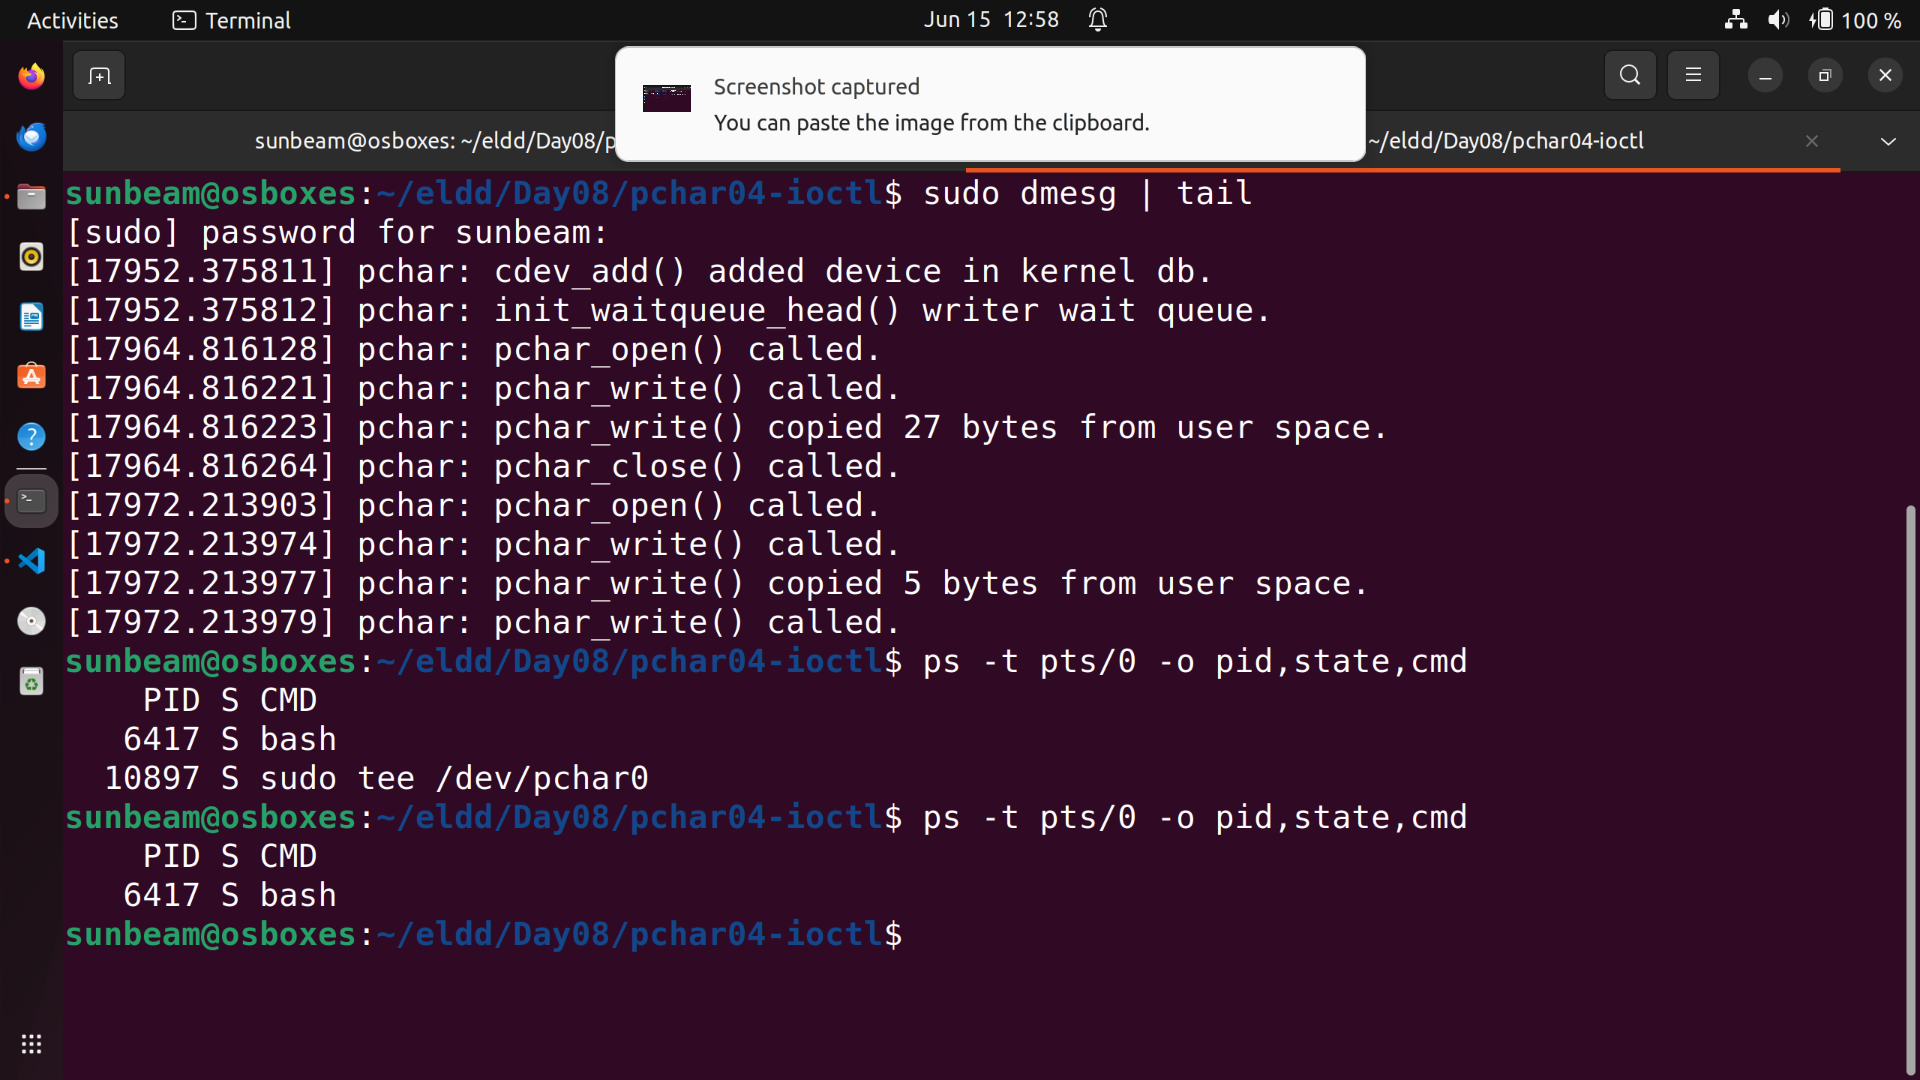 Activities
Terminal
Jun 15 12:58
100 %
Screenshot captured
You can paste the image from the clipboard.
sunbeam@osboxes: ~/eldd/Day08/p
~/eldd/Day08/pchar04-ioctl
sunbeam@osboxes:~/eldd/Day08/pchar04-ioctl$ sudo dmesg | tail
[sudo] password for sunbeam:
[17952.375811] pchar: cdev_add() added device in kernel db.
[17952.375812] pchar: init_waitqueue_head() writer wait queue.
[17964.816128] pchar: pchar_open() called.
[17964.816221] pchar: pchar_write() called.
[17964.816223] pchar: pchar_write() copied 27 bytes from user space.
[17964.816264] pchar: pchar_close() called.
[17972.213903] pchar: pchar_open() called.
[17972.213974] pchar: pchar_write() called.
[17972.213977] pchar: pchar_write() copied 5 bytes from user space.
[17972.213979] pchar: pchar_write() called.
sunbeam@osboxes:~/eldd/Day08/pchar04-ioctl$ ps -t pts/0 -o pid,state,cmd
    PID S CMD
   6417 S bash
  10897 S sudo tee /dev/pchar0
sunbeam@osboxes:~/eldd/Day08/pchar04-ioctl$ ps -t pts/0 -o pid,state,cmd
    PID S CMD
   6417 S bash
sunbeam@osboxes:~/eldd/Day08/pchar04-ioctl$